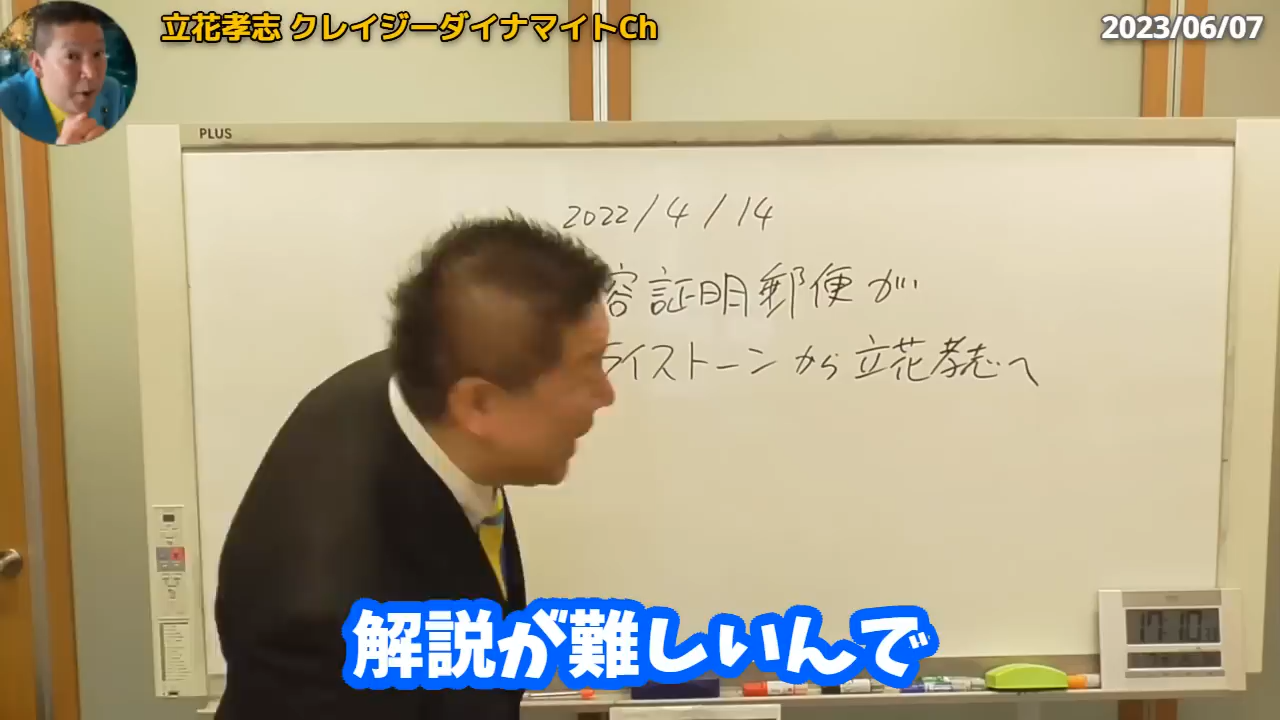 立花孝志 クレイジーダイナマイトCh
2023/06/07
PLUS
2022/4/14
容証明郵便が
ライストーンから立花孝志へ
17:10
解説が難しいんで